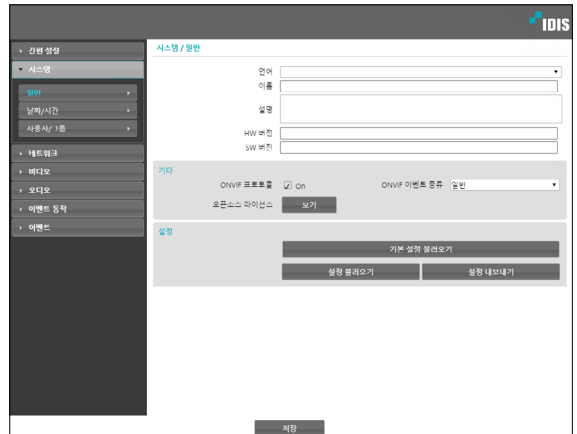 IDIS
간편 설정
시스템
일반
날짜/시간
사용자/그룹
네트워크
비디오
오디오
이벤트 동작
이벤트
시스템 / 일반
언어
이름
설명
HW 버전
SW 버전
기타
ONVIF 프로토콜 On ONVIF 이벤트 종류 일반
오픈소스 라이선스 보기
설정
기본 설정 불러오기
설정 불러오기 설정 내보내기
저장